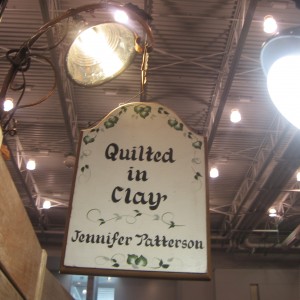 Quilted
in
Clay
Jennifer Patterson